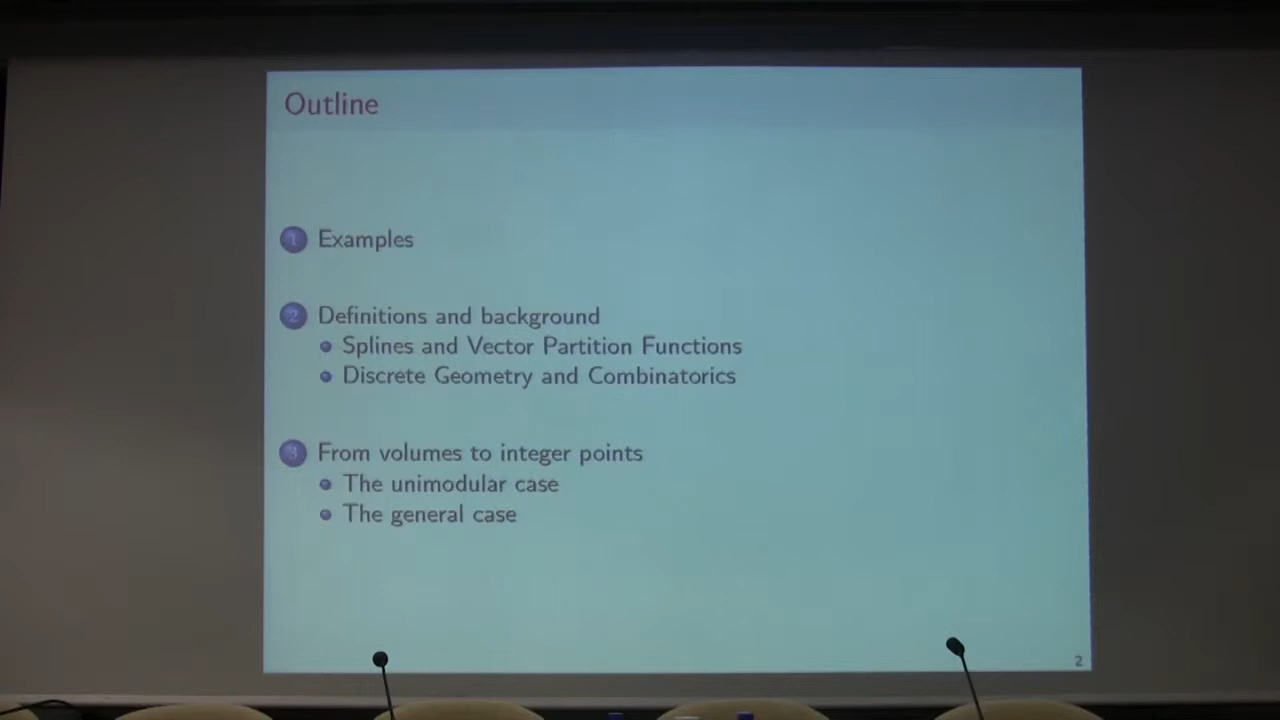 Outline
1 Examples
2 Definitions and background
Splines and Vector Partition Functions
Discrete Geometry and Combinatorics
3 From volumes to integer points
The unimodular case
The general case
2